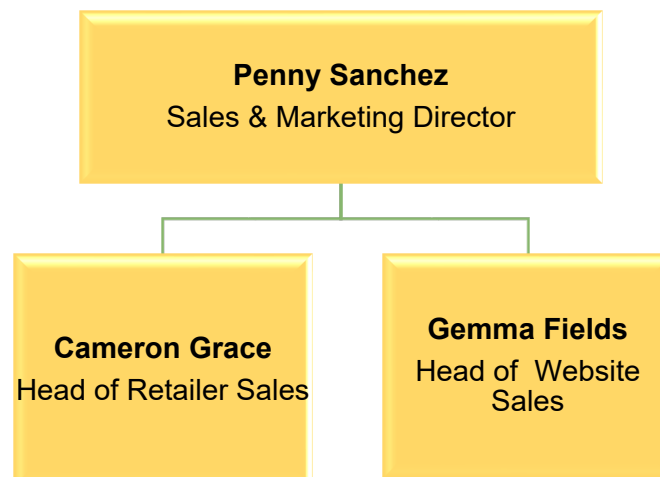 Penny Sanchez
Sales & Marketing Director
Cameron Grace
Head of Retailer Sales
Gemma Fields
Head of  Website
Sales